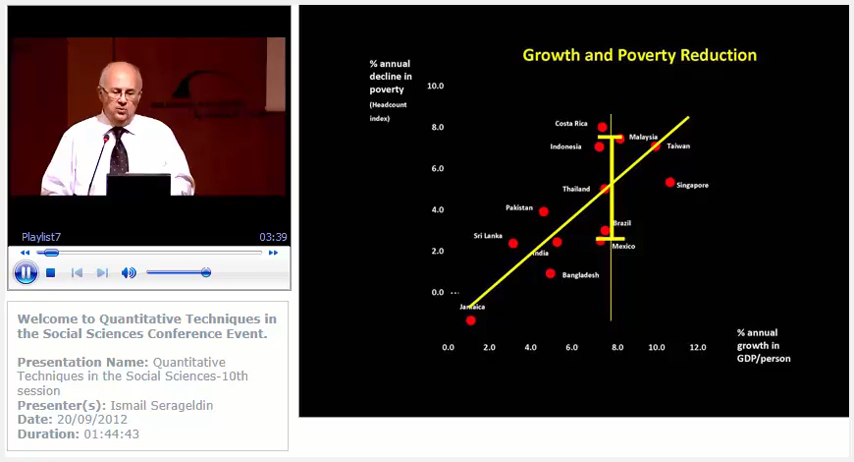 Playlist7
03:39
Welcome to Quantitative Techniques in
the Social Sciences Conference Event.
Presentation Name: Quantitative
Techniques in the Social Sciences-10th
session
Presenter(s): Ismail Serageldin
Date: 20/09/2012
Duration: 01:44:43
Growth and Poverty Reduction
% annual
decline in
poverty
(Headcount
index)
10.0
8.0
6.0
4.0
2.0
0.0
Costa Rica
Malaysia
Indonesia
Taiwan
Thailand
Singapore
Pakistan
Brazil
Sri Lanka
Mexico
India
Bangladesh
Jamaica
0.0 2.0 4.0 6.0 8.0 10.0 12.0
% annual
growth in
GDP/person